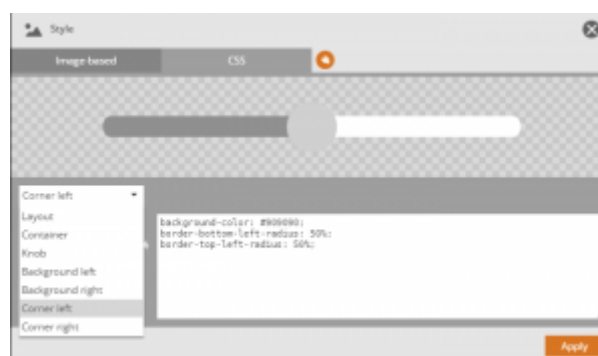 Style
Image-based
CSS
Corner left
Layout
Container
Knob
Background left
Background right
Corner left
Corner right
background-color: #909090;
border-bottom-left-radius: 50%;
border-top-left-radius: 50%;
Apply